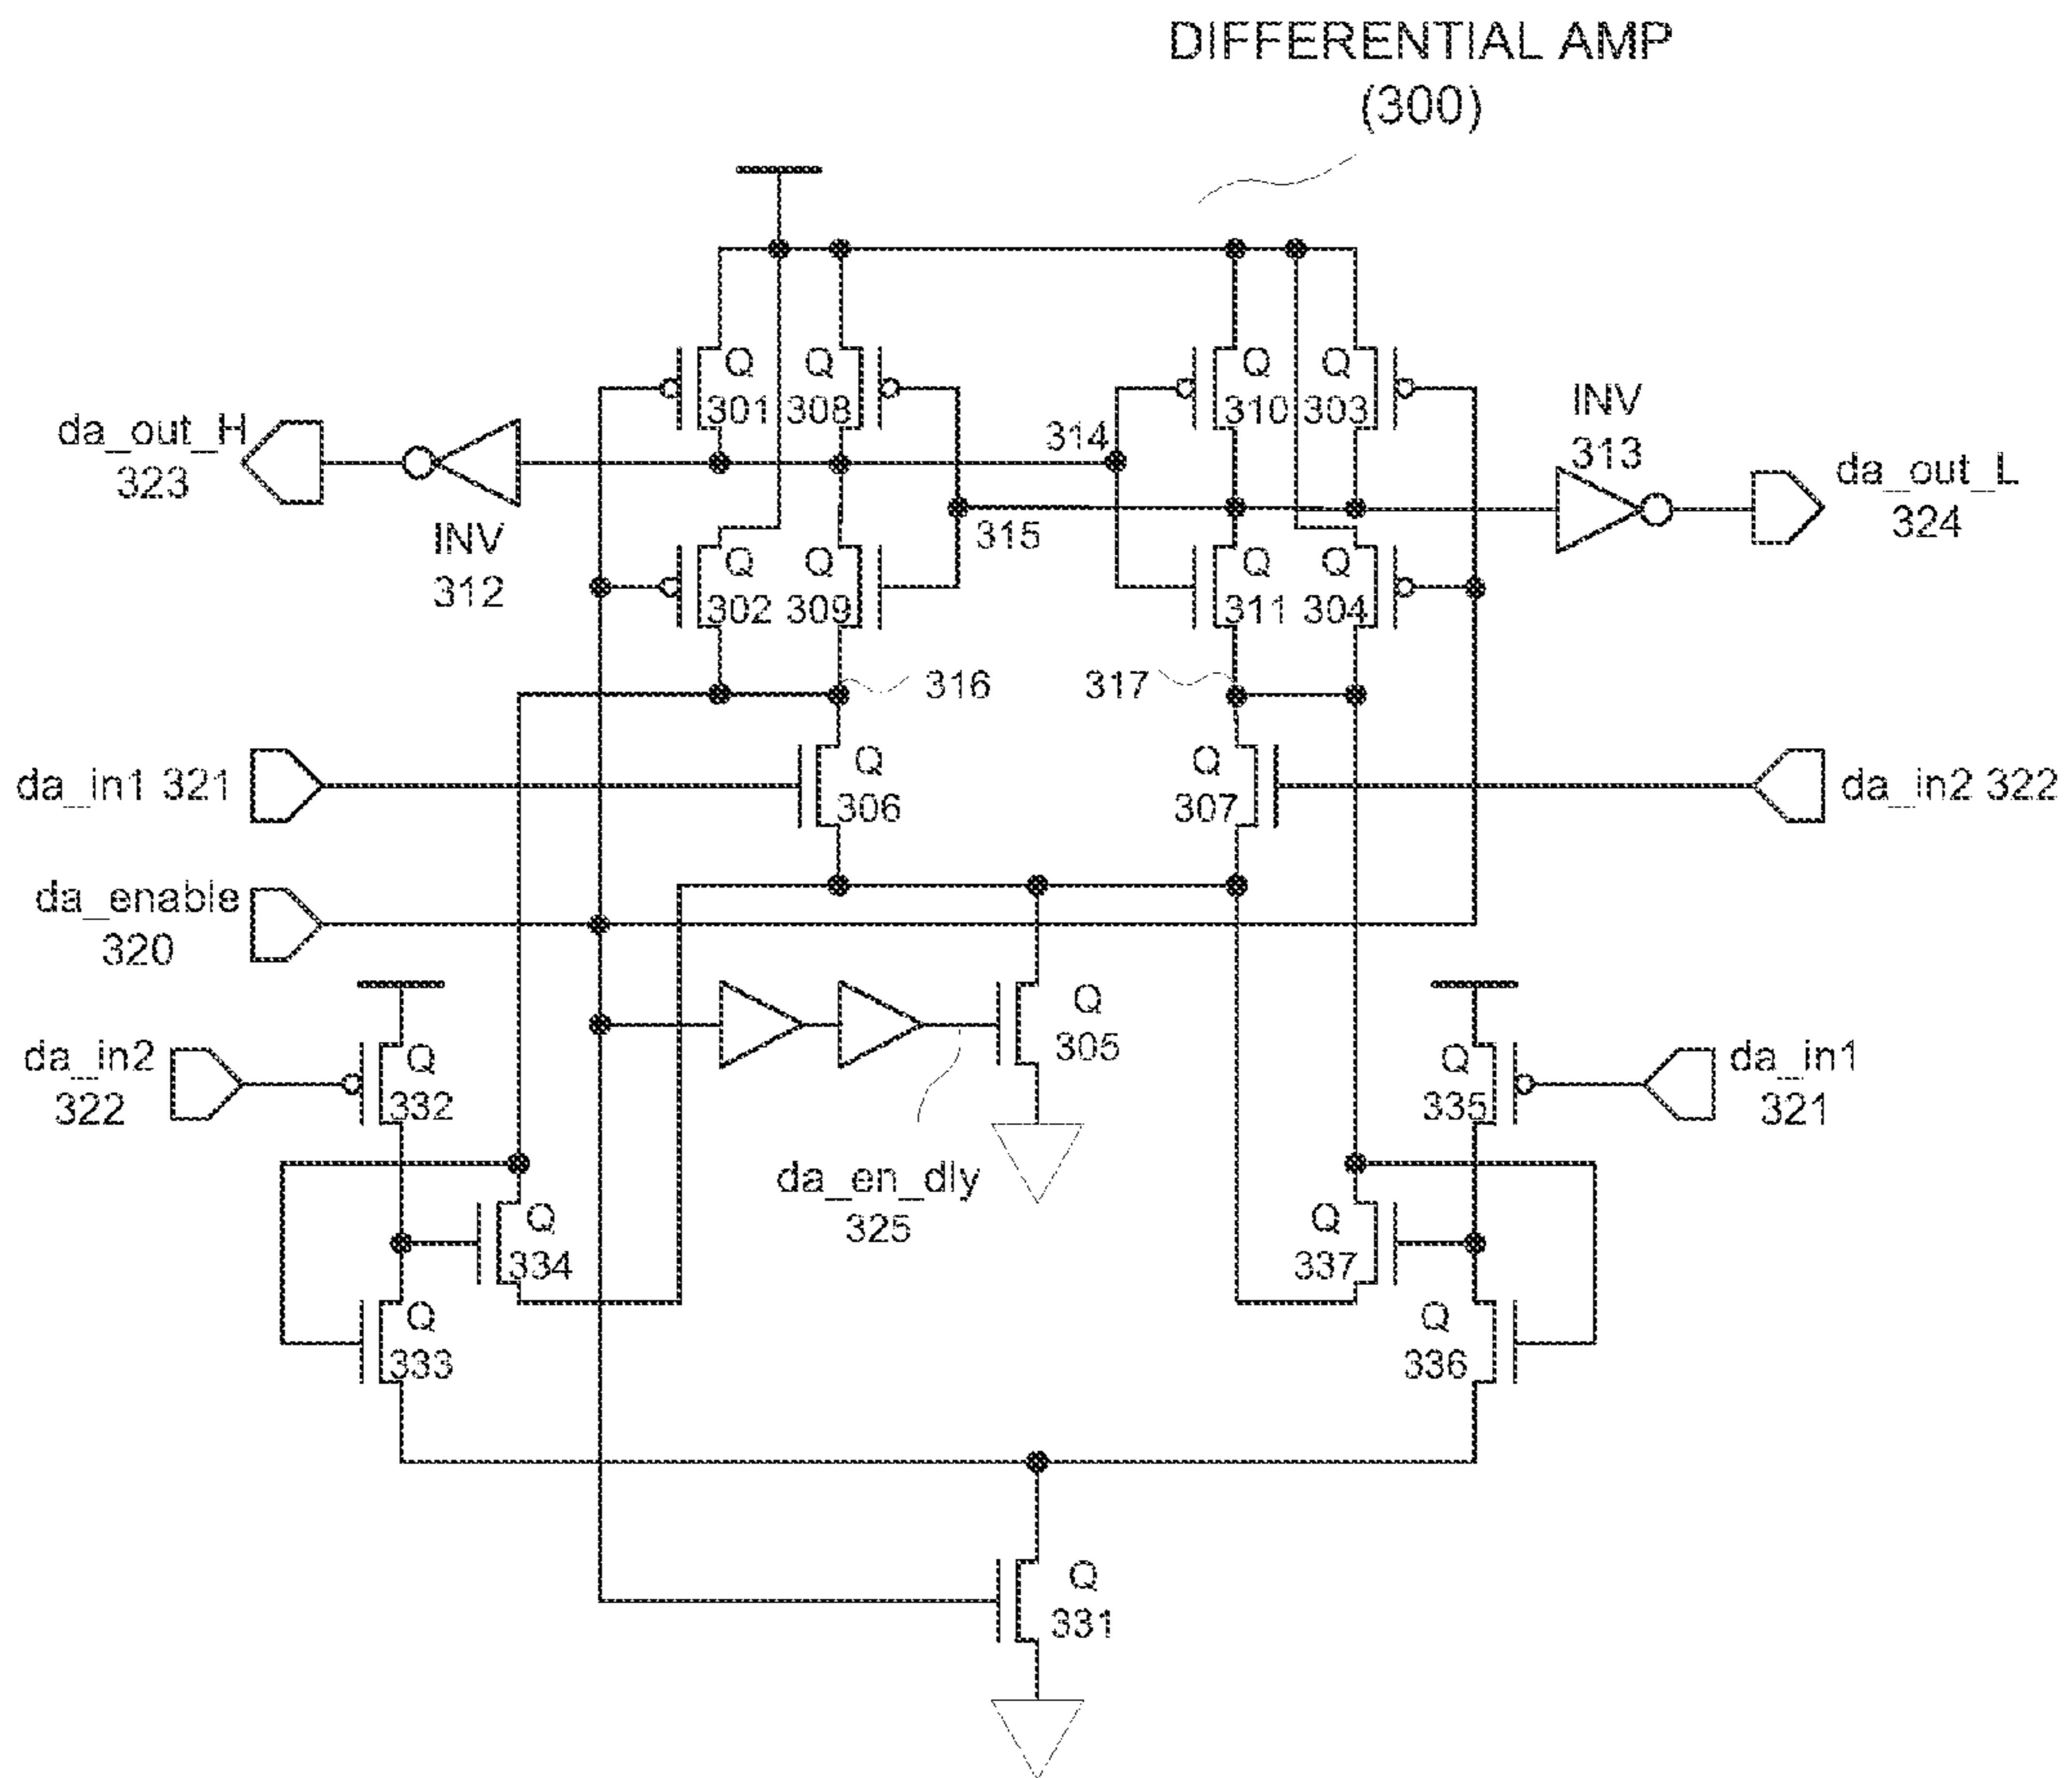 DIFFERENTIAL AMP
(300)
Q
301
Q
308
Q
310
Q
303
INV
313
da_out_H
323
314
da_out_L
324
INV
312
315
Q
302
Q
309
Q
311
Q
304
316
317
da_in1 321
Q
306
Q
307
da_in2 322
da_enable
320
Q
305
da_in2
322
Q
332
Q
335
da_in1
321
da_en_dly
325
Q
334
Q
337
Q
333
Q
336
Q
331